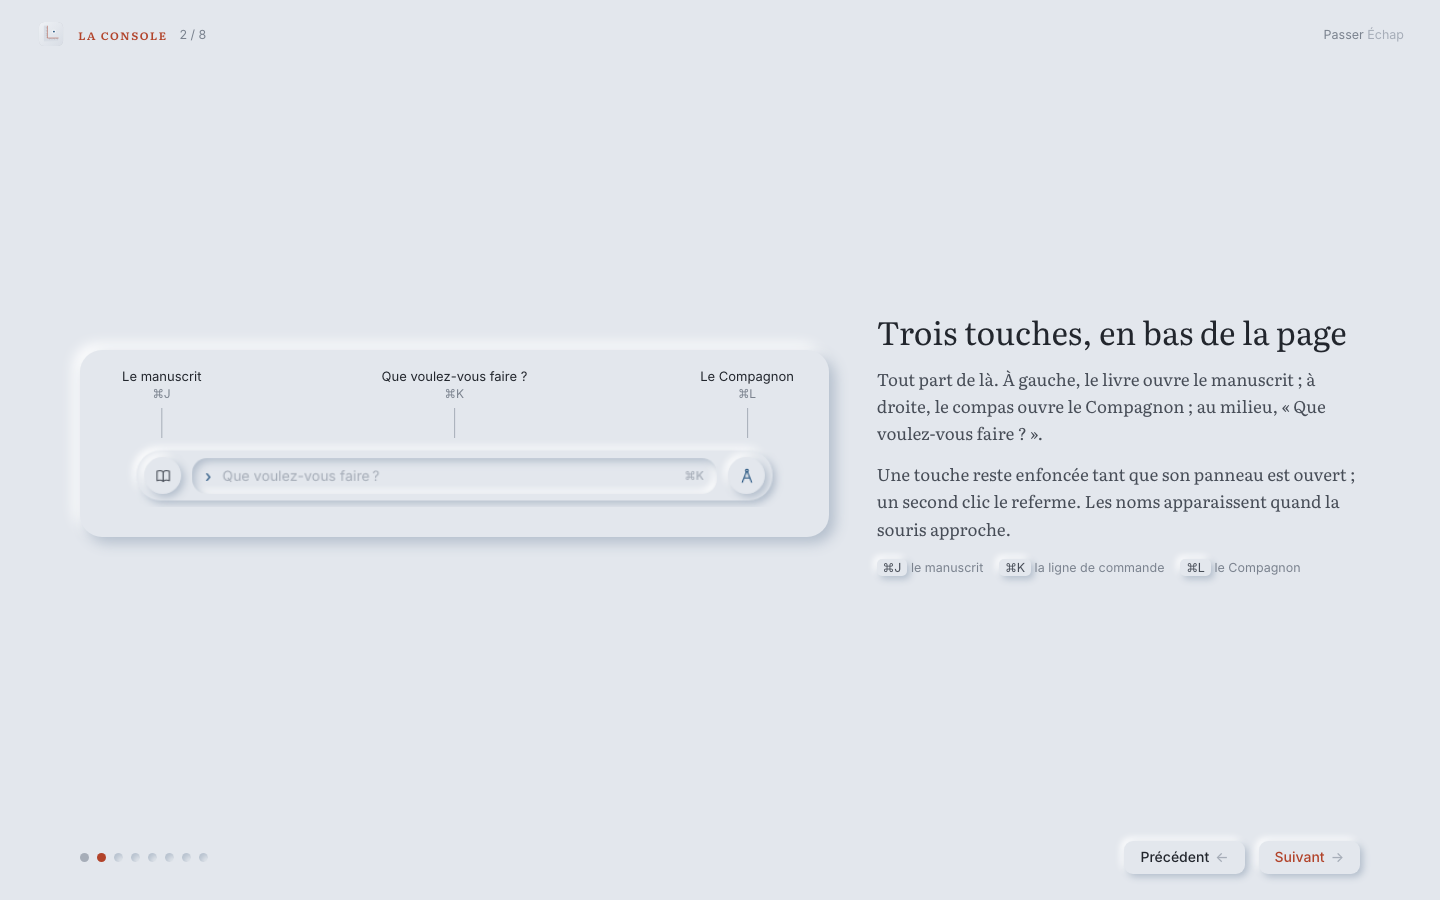 LA CONSOLE 2 / 8
Passer Échap
Le manuscrit
⌘J
Que voulez-vous faire ?
⌘K
Le Compagnon
⌘L
› Que voulez-vous faire ? ⌘K
Trois touches, en bas de la page
Tout part de là. À gauche, le livre ouvre le manuscrit ; à
droite, le compas ouvre le Compagnon ; au milieu, « Que
voulez-vous faire ? ».
Une touche reste enfoncée tant que son panneau est ouvert ;
un second clic le referme. Les noms apparaissent quand la
souris approche.
⌘J le manuscrit ⌘K la ligne de commande ⌘L le Compagnon
Précédent ←
Suivant →